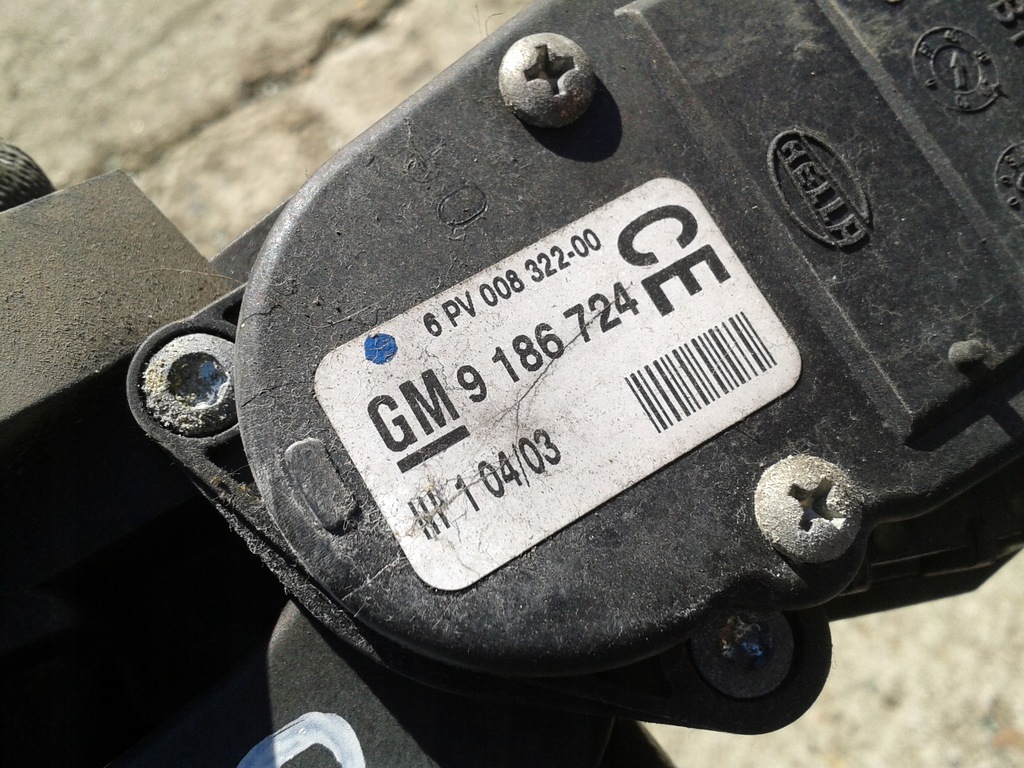 6 PV 008 322-00
CE
GM 9 186 724
1 04/03
HELLA